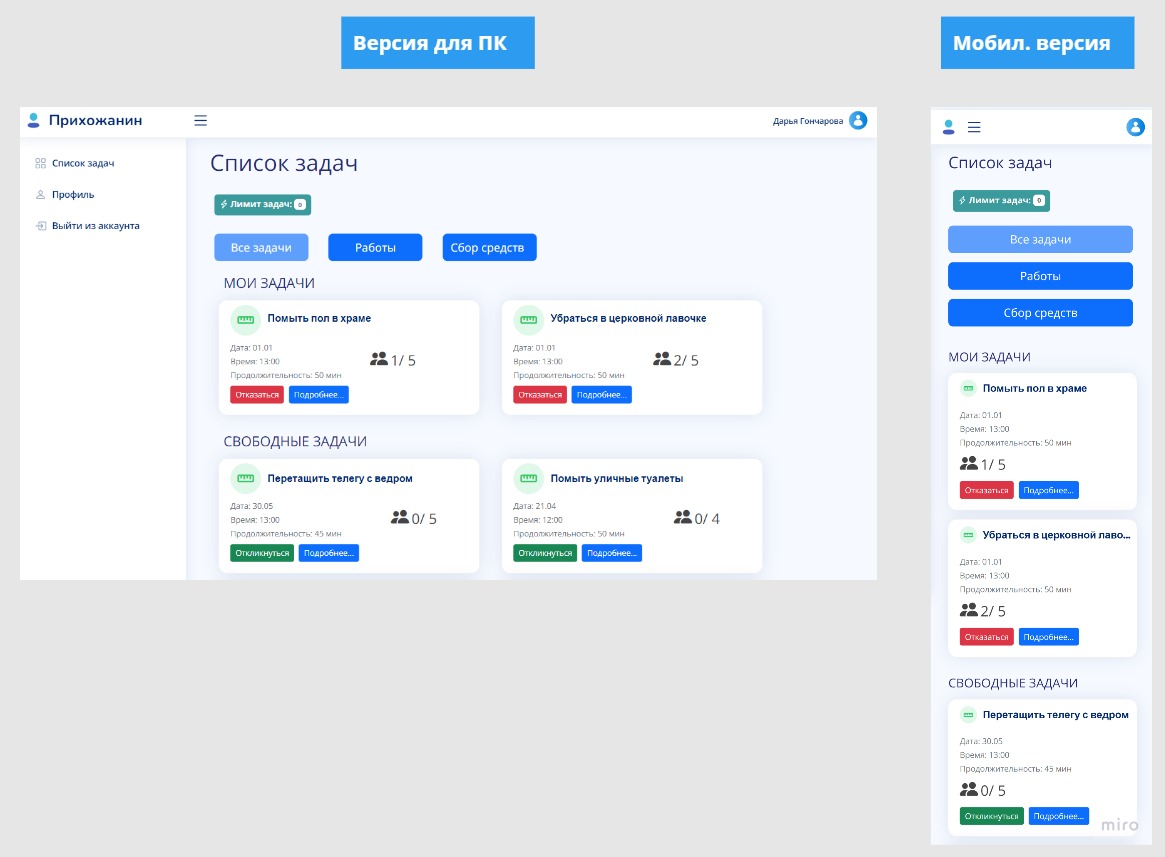 Версия для ПК
Мобил. версия
Прихожанин
Дарья Гончарова
Список задач
Профиль
Выйти из аккаунта
Список задач
Лимит задач: 0
Все задачи Работы Сбор средств
МОИ ЗАДАЧИ
Помыть пол в храме
Дата: 01.01
Время: 13:00
Продолжительность: 50 мин
1/ 5
Отказаться Подробнее...
Убраться в церковной лавочке
Дата: 01.01
Время: 13:00
Продолжительность: 50 мин
2/ 5
Отказаться Подробнее...
СВОБОДНЫЕ ЗАДАЧИ
Перетащить телегу с ведром
Дата: 30.05
Время: 13:00
Продолжительность: 45 мин
0/ 5
Откликнуться Подробнее...
Помыть уличные туалеты
Дата: 21.04
Время: 12:00
Продолжительность: 50 мин
0/ 4
Откликнуться Подробнее...
Список задач
Лимит задач: 0
Все задачи
Работы
Сбор средств
МОИ ЗАДАЧИ
Помыть пол в храме
Дата: 01.01
Время: 13:00
Продолжительность: 50 мин
1/ 5
Отказаться Подробнее...
Убраться в церковной лаво...
Дата: 01.01
Время: 13:00
Продолжительность: 50 мин
2/ 5
Отказаться Подробнее...
СВОБОДНЫЕ ЗАДАЧИ
Перетащить телегу с ведром
Дата: 30.05
Время: 13:00
Продолжительность: 45 мин
0/ 5
Откликнуться Подробнее...
miro